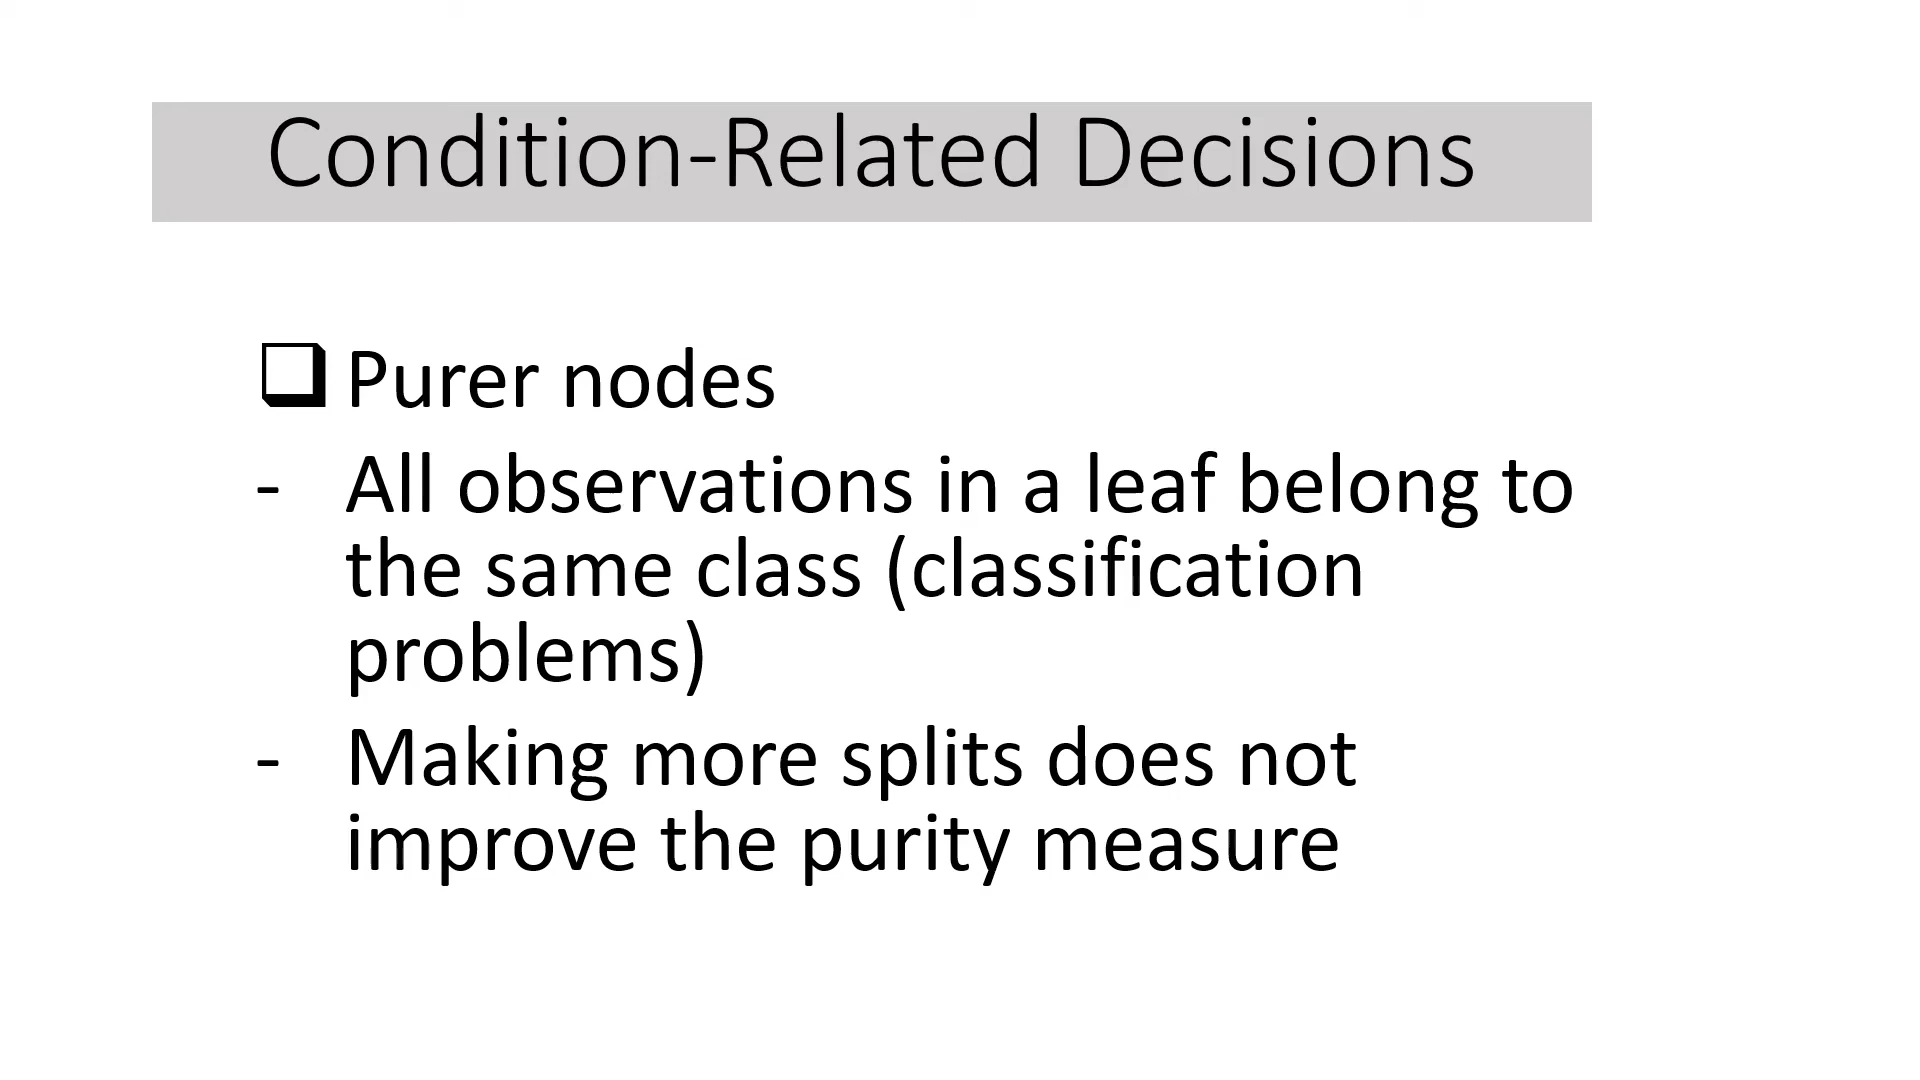 Condition-Related Decisions
Purer nodes
- All observations in a leaf belong to
the same class (classification
problems)
- Making more splits does not
improve the purity measure